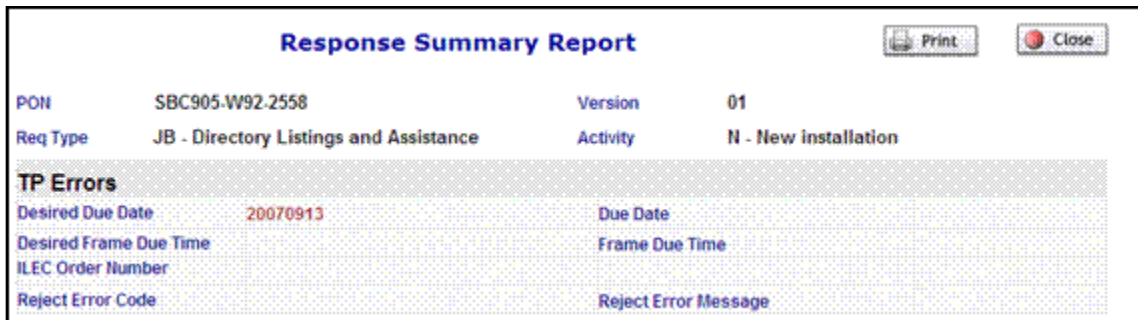 Response Summary Report Print Close
PON SBC905-W92-2558 Version 01
Req Type JB - Directory Listings and Assistance Activity N - New installation
TP Errors
Desired Due Date 20070913 Due Date
Desired Frame Due Time Frame Due Time
ILEC Order Number
Reject Error Code Reject Error Message